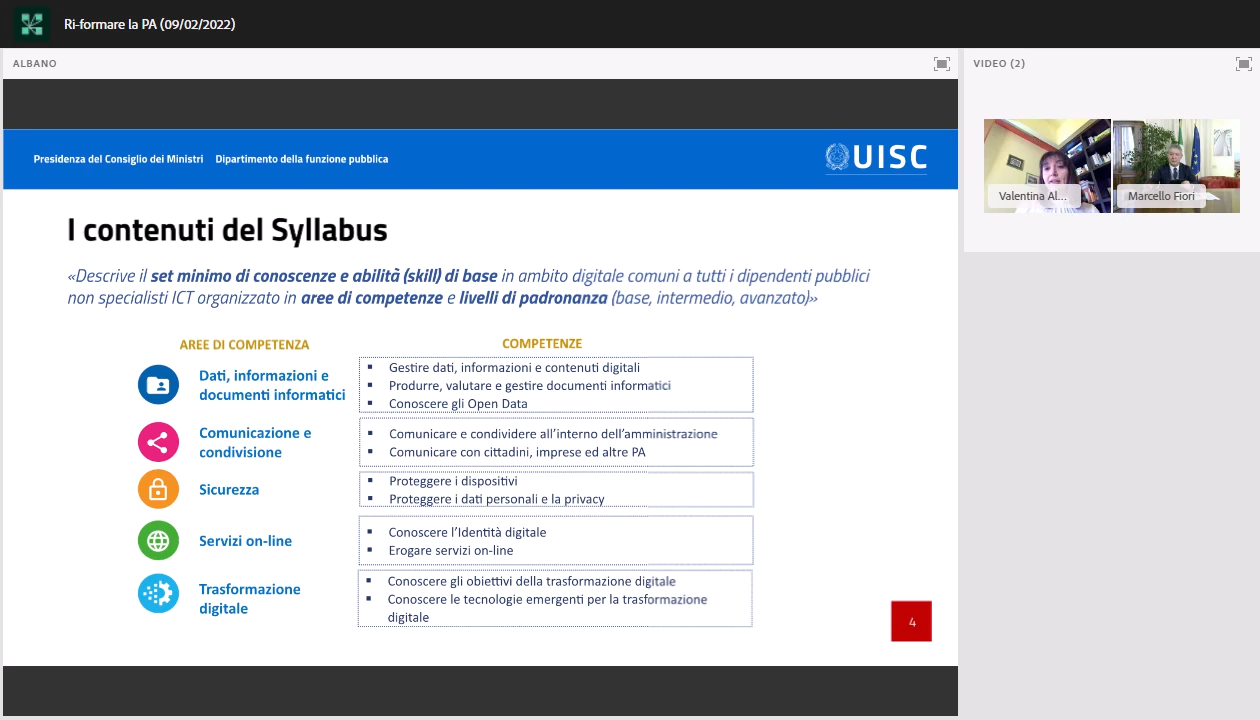 Ri-formare la PA (09/02/2022)
ALBANO
VIDEO (2)
Presidenza del Consiglio dei Ministri Dipartimento della funzione pubblica
UISC
Valentina Al...
Marcello Fiori
I contenuti del Syllabus
«Descrive il set minimo di conoscenze e abilità (skill) di base in ambito digitale comuni a tutti i dipendenti pubblici
non specialisti ICT organizzato in aree di competenze e livelli di padronanza (base, intermedio, avanzato)»
AREE DI COMPETENZA
COMPETENZE
Dati, informazioni e
documenti informatici
▪ Gestire dati, informazioni e contenuti digitali
▪ Produrre, valutare e gestire documenti informatici
▪ Conoscere gli Open Data
Comunicazione e
condivisione
▪ Comunicare e condividere all’interno dell’amministrazione
▪ Comunicare con cittadini, imprese ed altre PA
Sicurezza
▪ Proteggere i dispositivi
▪ Proteggere i dati personali e la privacy
Servizi on-line
▪ Conoscere l’Identità digitale
▪ Erogare servizi on-line
Trasformazione
digitale
▪ Conoscere gli obiettivi della trasformazione digitale
▪ Conoscere le tecnologie emergenti per la trasformazione
digitale
4